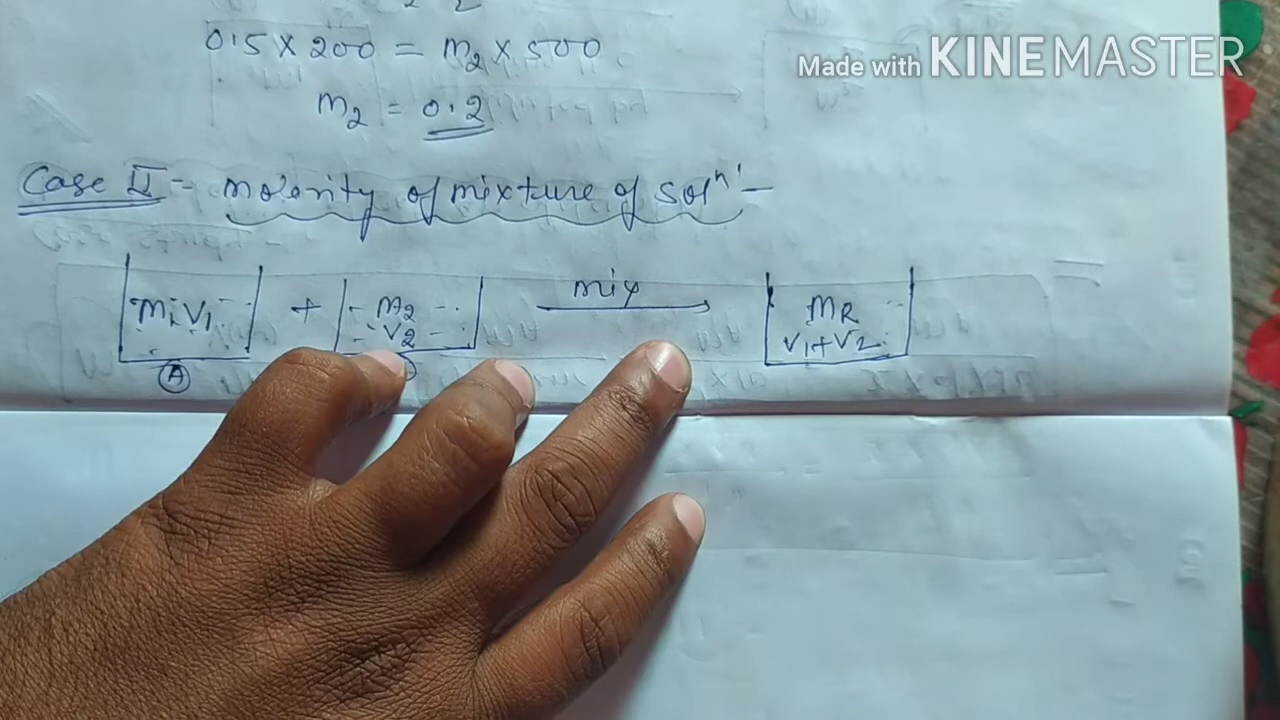 0.5 × 200 = M₂ × 500
Made with KINEMASTER
M₂ = 0.2
Case II - Molarity of mixture of solⁿ' -
M₁V₁ + M₂ mix MR
V₂ V₁+V₂
A